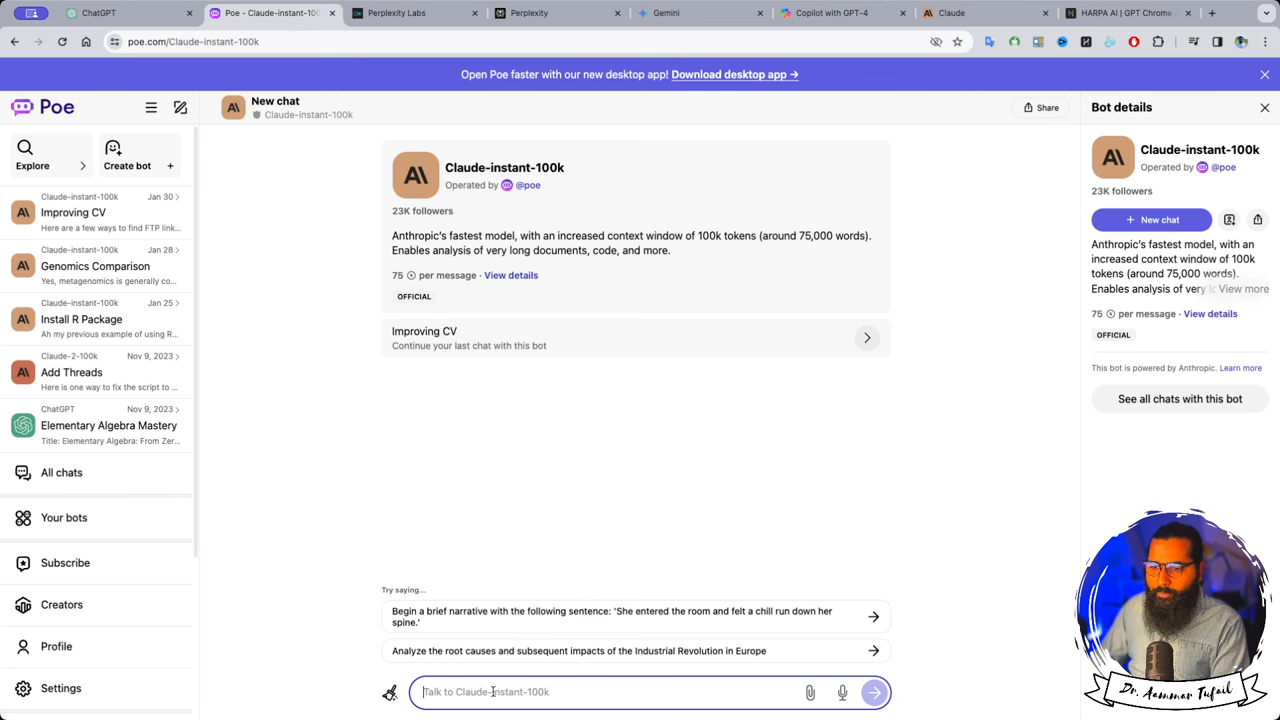 ChatGPT
Poe - Claude-instant-100k
Perplexity Labs
Perplexity
Gemini
Copilot with GPT-4
Claude
HARPA AI | GPT Chrome
poe.com/Claude-instant-100k
Open Poe faster with our new desktop app! Download desktop app →
Poe
Explore
Create bot
Claude-instant-100k Jan 30
Improving CV
Here are a few ways to find FTP link...
Claude-instant-100k Jan 28
Genomics Comparison
Yes, metagenomics is generally co...
Claude-instant-100k Jan 25
Install R Package
Ah my previous example of using R...
Claude-2-100k Nov 9, 2023
Add Threads
Here is one way to fix the script to ...
ChatGPT Nov 9, 2023
Elementary Algebra Mastery
Title: Elementary Algebra: From Zer...
All chats
Your bots
Subscribe
Creators
Profile
Settings
New chat
Claude-instant-100k
Share
Claude-instant-100k
Operated by @poe
23K followers
Anthropic's fastest model, with an increased context window of 100k tokens (around 75,000 words).
Enables analysis of very long documents, code, and more.
75 per message · View details
OFFICIAL
Improving CV
Continue your last chat with this bot
Try saying...
Begin a brief narrative with the following sentence: 'She entered the room and felt a chill run down her
spine.'
Analyze the root causes and subsequent impacts of the Industrial Revolution in Europe
Talk to Claude-instant-100k
Bot details
Claude-instant-100k
Operated by @poe
23K followers
+ New chat
Anthropic's fastest model, with an
increased context window of 100k
tokens (around 75,000 words).
Enables analysis of very View more
75 per message · View details
OFFICIAL
This bot is powered by Anthropic. Learn more
See all chats with this bot
Dr. Aammar Tufail